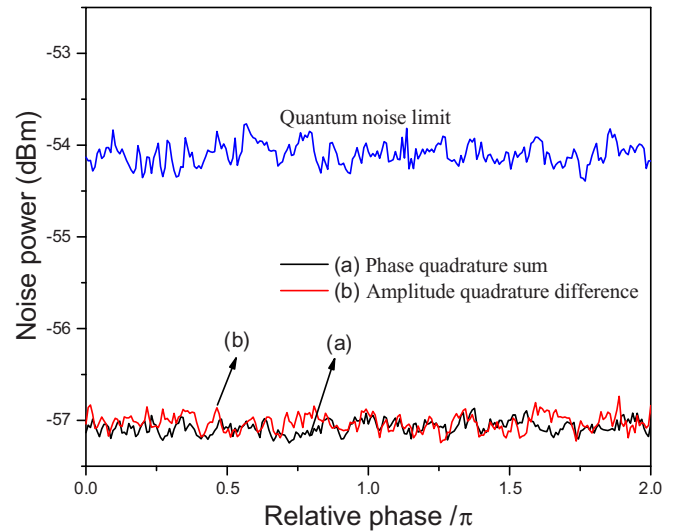 -53
Quantum noise limit
-54
Noise power (dBm)
-55
(a) Phase quadrature sum
(b) Amplitude quadrature difference
-56
(b)
(a)
-57
0.0 0.5 1.0 1.5 2.0
Relative phase /π